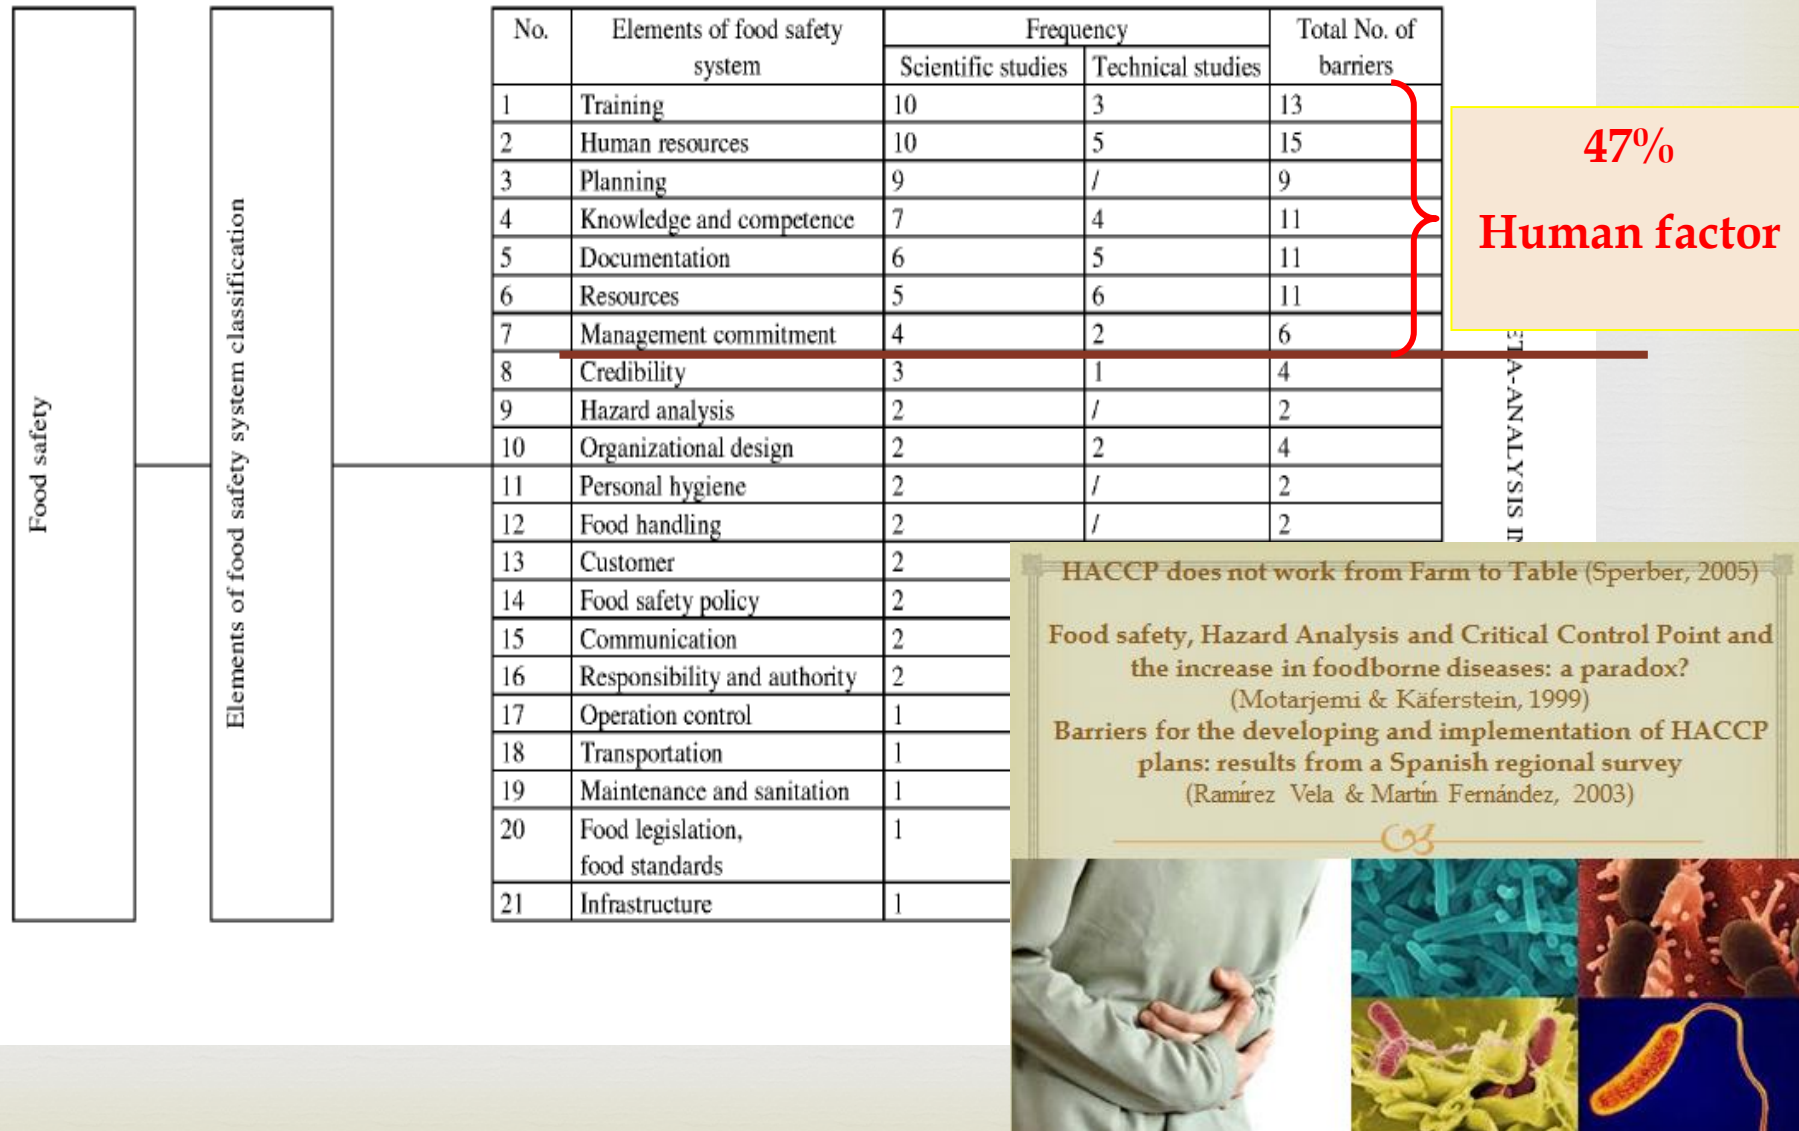 Food safety
Elements of food safety system classification
No. Elements of food safety system Frequency Total No. of barriers
Scientific studies Technical studies
1 Training 10 3 13
2 Human resources 10 5 15
3 Planning 9 / 9
4 Knowledge and competence 7 4 11
5 Documentation 6 5 11
6 Resources 5 6 11
7 Management commitment 4 2 6
8 Credibility 3 1 4
9 Hazard analysis 2 / 2
10 Organizational design 2 2 4
11 Personal hygiene 2 / 2
12 Food handling 2 / 2
13 Customer 2
14 Food safety policy 2
15 Communication 2
16 Responsibility and authority 2
17 Operation control 1
18 Transportation 1
19 Maintenance and sanitation 1
20 Food legislation, 1
food standards
21 Infrastructure 1
47%
Human factor
ETA-ANALYSIS IN
HACCP does not work from Farm to Table (Sperber, 2005)
Food safety, Hazard Analysis and Critical Control Point and
the increase in foodborne diseases: a paradox?
(Motarjemi & Käferstein, 1999)
Barriers for the developing and implementation of HACCP
plans: results from a Spanish regional survey
(Ramírez Vela & Martín Fernández, 2003)